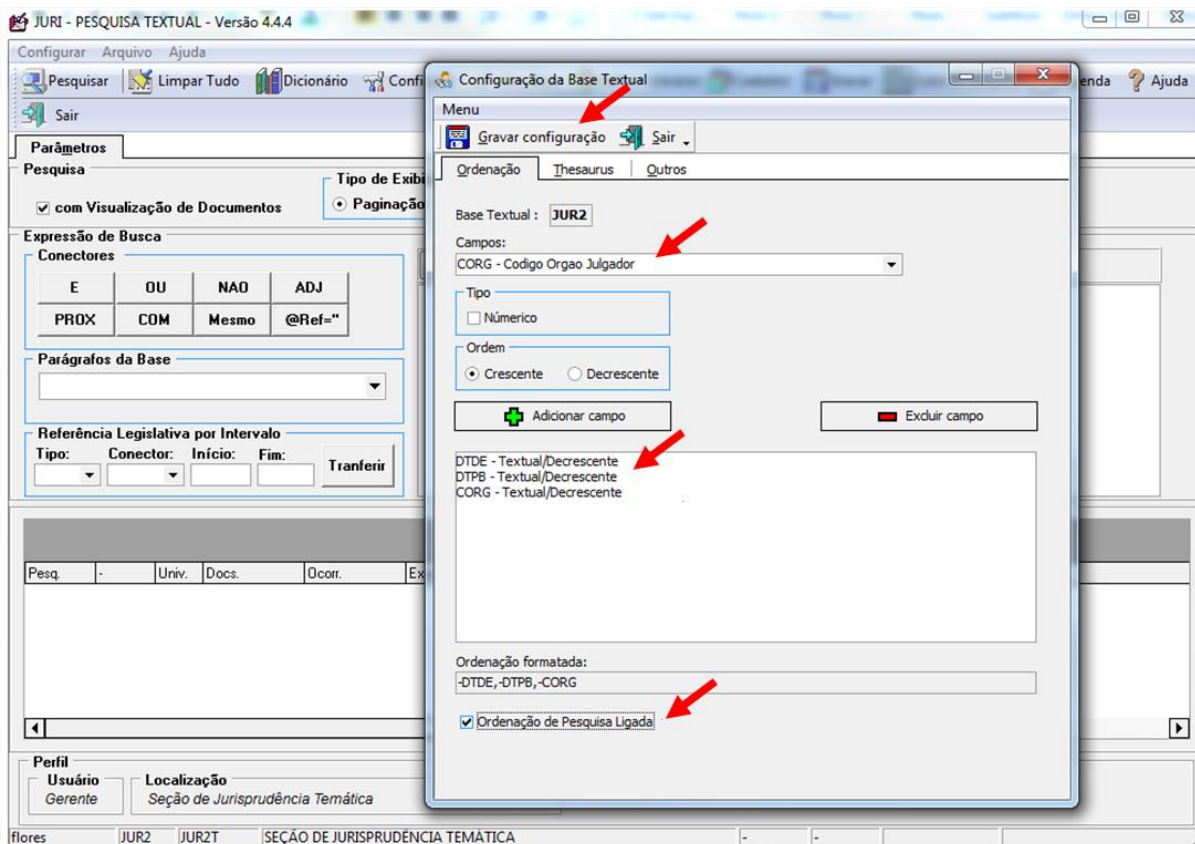 JURI - PESQUISA TEXTUAL - Versão 4.4.4
Configurar Arquivo Ajuda
Pesquisar Limpar Tudo Dicionário Confi
enda Ajuda
Sair
Parâmetros
Pesquisa
com Visualização de Documentos
Tipo de Exibi
Paginação
Expressão de Busca
Conectores
E OU NAO ADJ
PROX COM Mesmo @Ref="
Parágrafos da Base
Referência Legislativa por Intervalo
Tipo: Conector: Início: Fim:
Tranferir
Pesq. - Univ. Docs. Ocorr. Ex
Perfil
Usuário
Gerente
Localização
Seção de Jurisprudência Temática
flores JUR2 JUR2T SEÇÃO DE JURISPRUDÊNCIA TEMÁTICA - -
Configuração da Base Textual
Menu
Gravar configuração Sair
Ordenação Thesaurus Outros
Base Textual : JUR2
Campos:
CORG - Codigo Orgao Julgador
Tipo
Númerico
Ordem
Crescente Decrescente
Adicionar campo Excluir campo
DTDE - Textual/Decrescente
DTPB - Textual/Decrescente
CORG - Textual/Decrescente
Ordenação formatada:
-DTDE,-DTPB,-CORG
Ordenação de Pesquisa Ligada